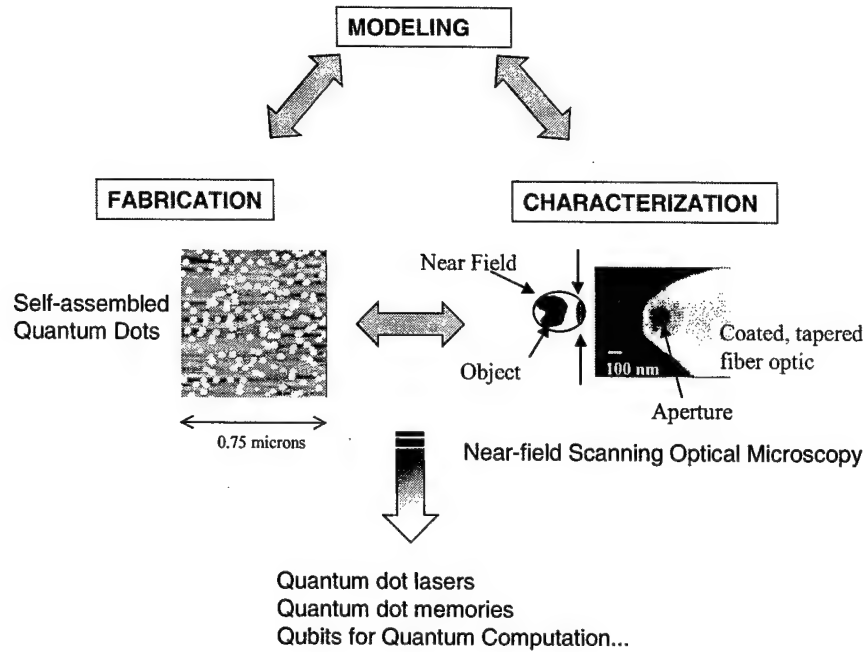 MODELING
FABRICATION
CHARACTERIZATION
Self-assembled
Quantum Dots
0.75 microns
Near Field
Object
100 nm
Coated, tapered
fiber optic
Aperture
Near-field Scanning Optical Microscopy
Quantum dot lasers
Quantum dot memories
Qubits for Quantum Computation...